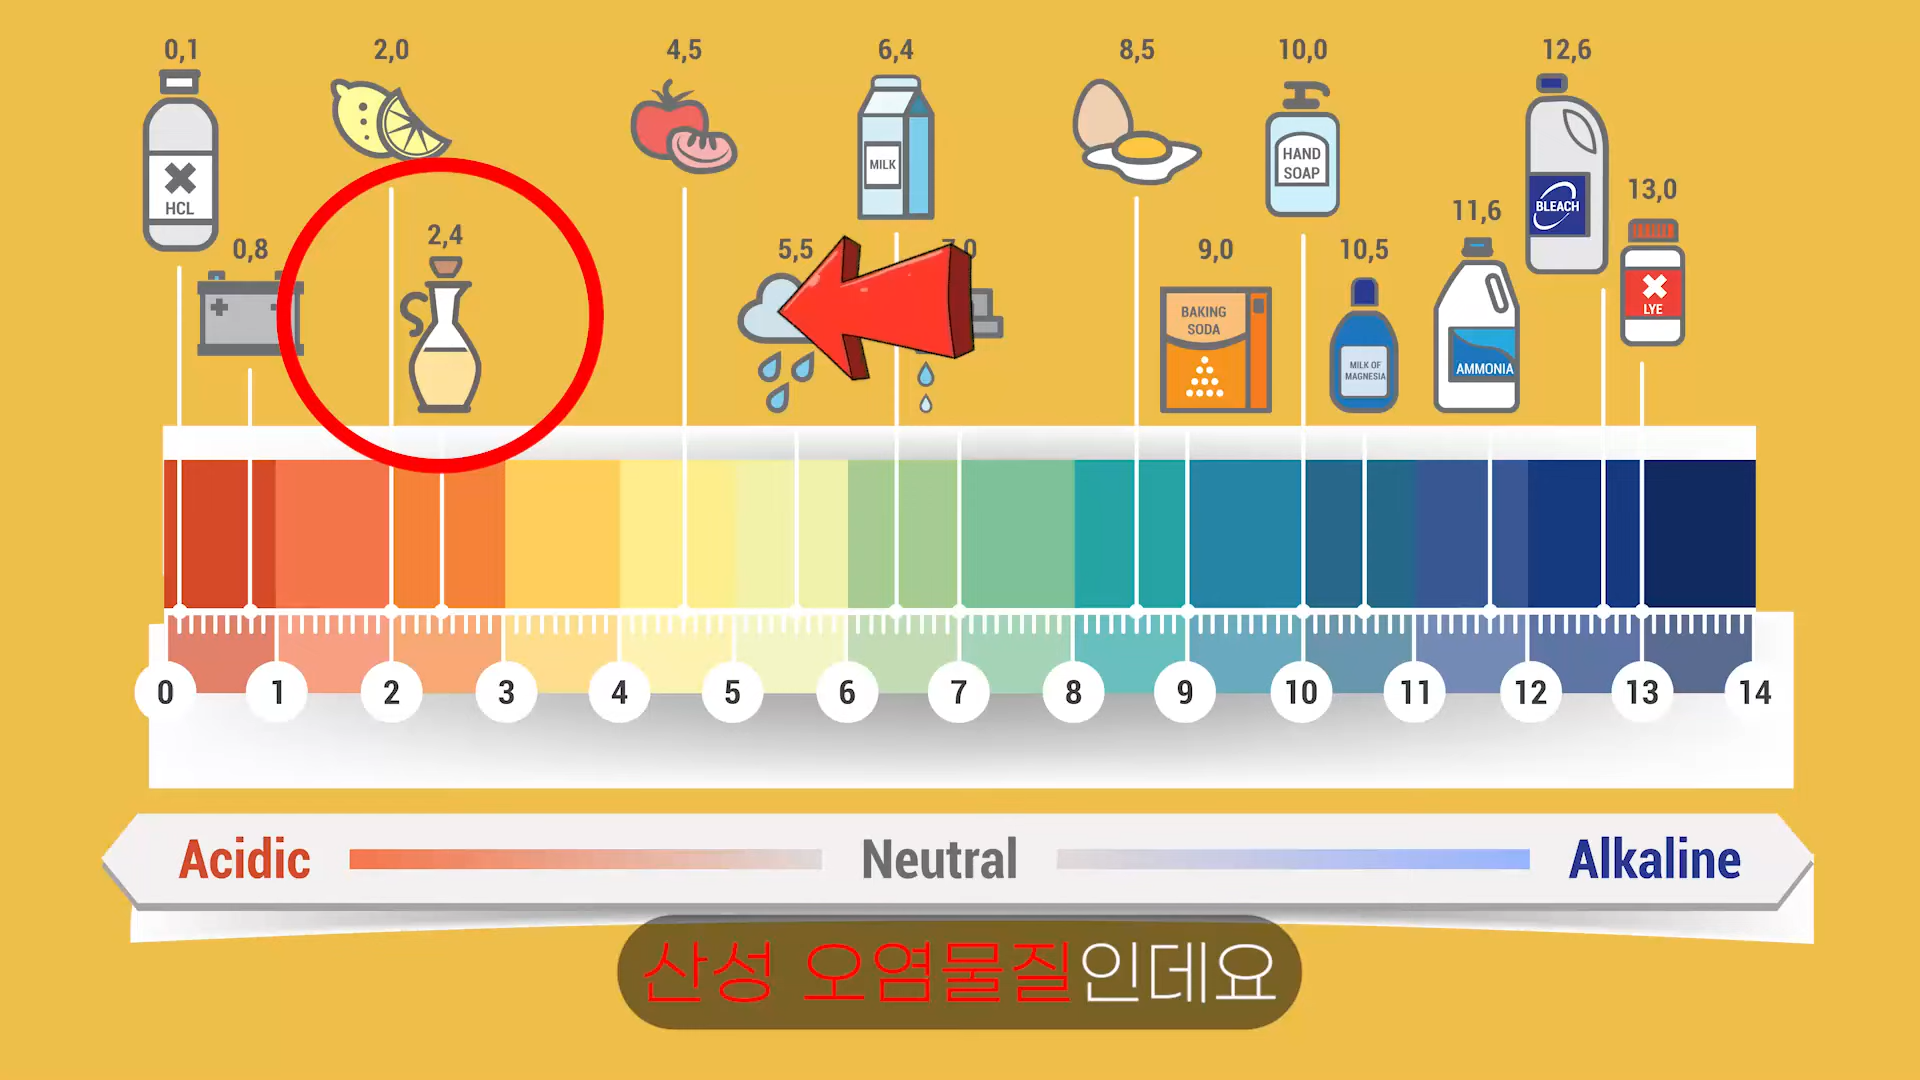 0,1
2,0
4,5
6,4
8,5
10,0
12,6
HCL
MILK
HAND
SOAP
BLEACH
13,0
11,6
0,8
2,4
5,5
9,0
10,5
LYE
BAKING
SODA
MILK OF
MAGNESIA
AMMONIA
0 1 2 3 4 5 6 7 8 9 10 11 12 13 14
Acidic Neutral Alkaline
산성 오염물질인데요